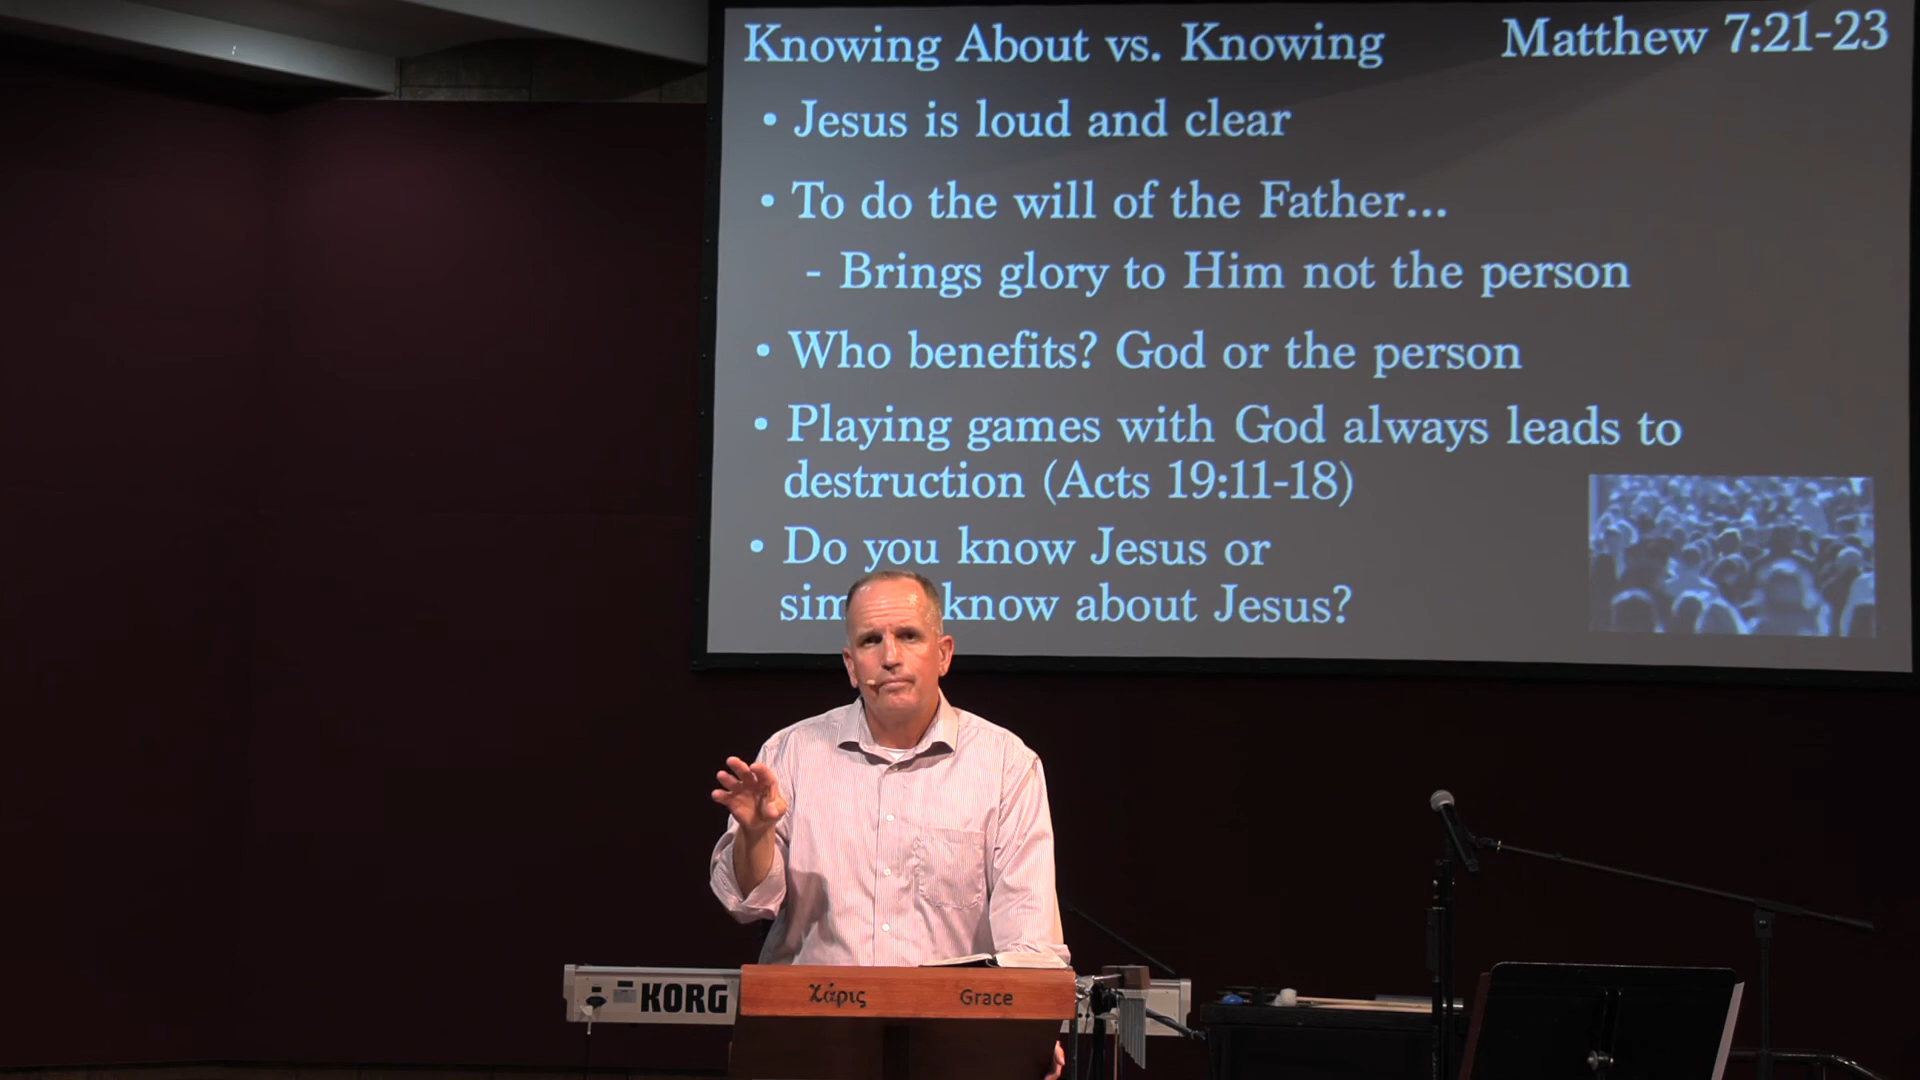 Knowing About vs. Knowing Matthew 7:21-23
• Jesus is loud and clear
• To do the will of the Father...
- Brings glory to Him not the person
• Who benefits? God or the person
• Playing games with God always leads to
destruction (Acts 19:11-18)
• Do you know Jesus or
know about Jesus?
KORG
Χάρις Grace